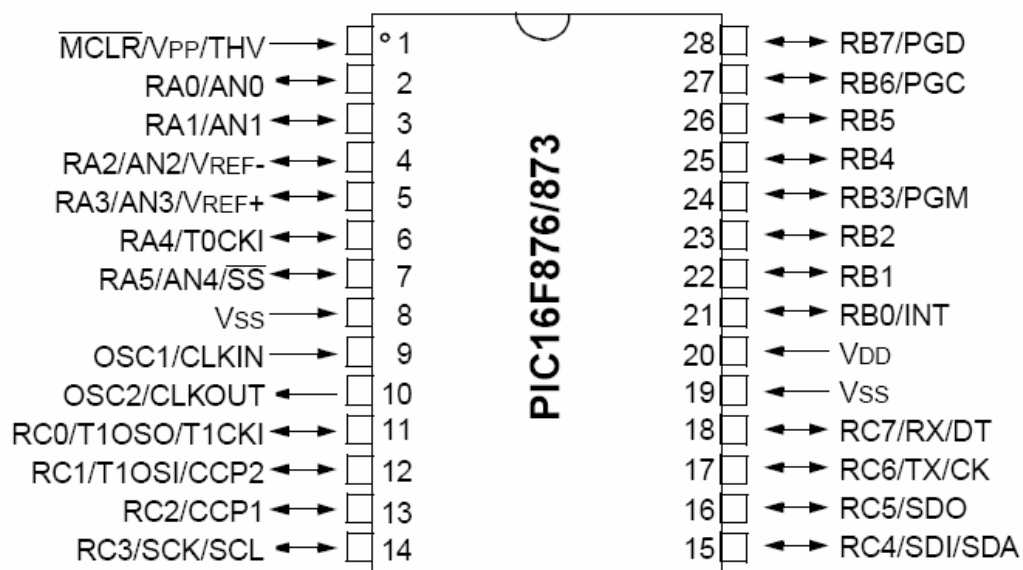 MCLR/VPP/THV 1 28 RB7/PGD
RA0/AN0 2 27 RB6/PGC
RA1/AN1 3 26 RB5
RA2/AN2/VREF- 4 25 RB4
RA3/AN3/VREF+ 5 24 RB3/PGM
RA4/T0CKI 6 23 RB2
RA5/AN4/SS 7 22 RB1
VSS 8 21 RB0/INT
OSC1/CLKIN 9 20 VDD
OSC2/CLKOUT 10 19 VSS
RC0/T1OSO/T1CKI 11 18 RC7/RX/DT
RC1/T1OSI/CCP2 12 17 RC6/TX/CK
RC2/CCP1 13 16 RC5/SDO
RC3/SCK/SCL 14 15 RC4/SDI/SDA
PIC16F876/873